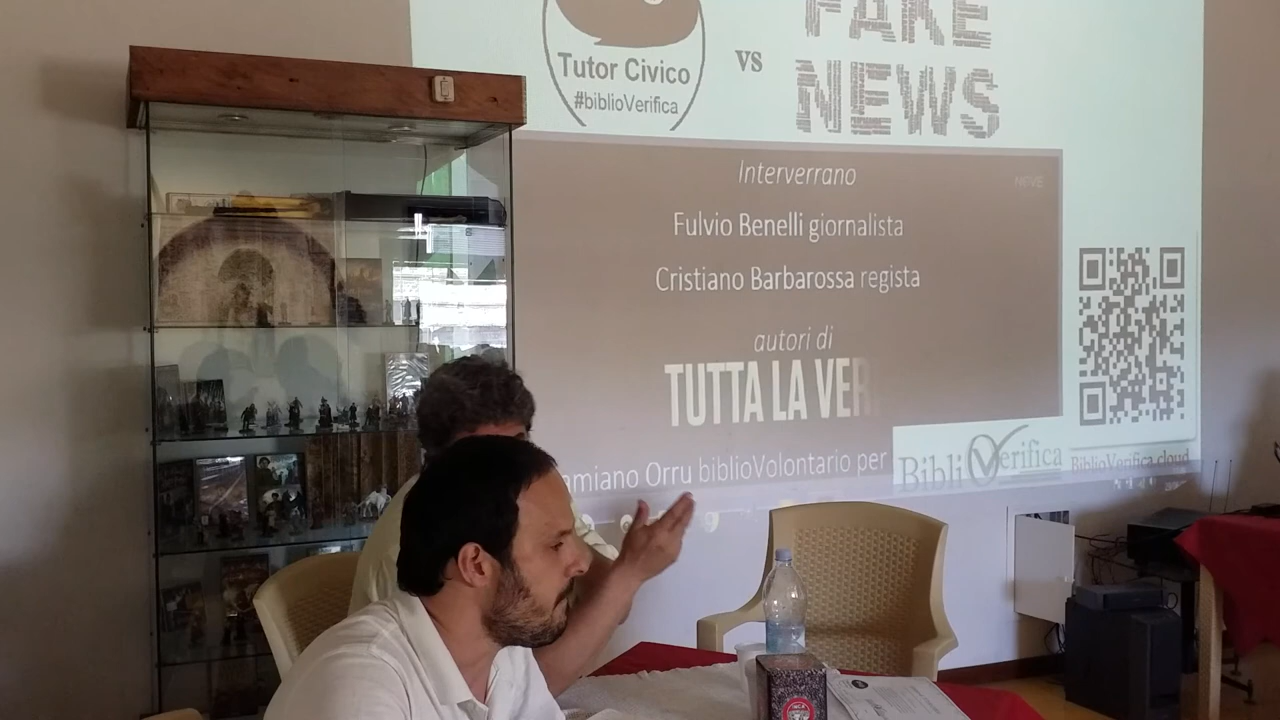 FAKE
NEWS
vs
Tutor Civico
#biblioVerifica
Interverrano
NEVE
Fulvio Benelli giornalista
Cristiano Barbarossa regista
autori di
TUTTA LA VER
amiano Orru biblioVolontario per
BibliVerifica
BiblioVerifica cloud